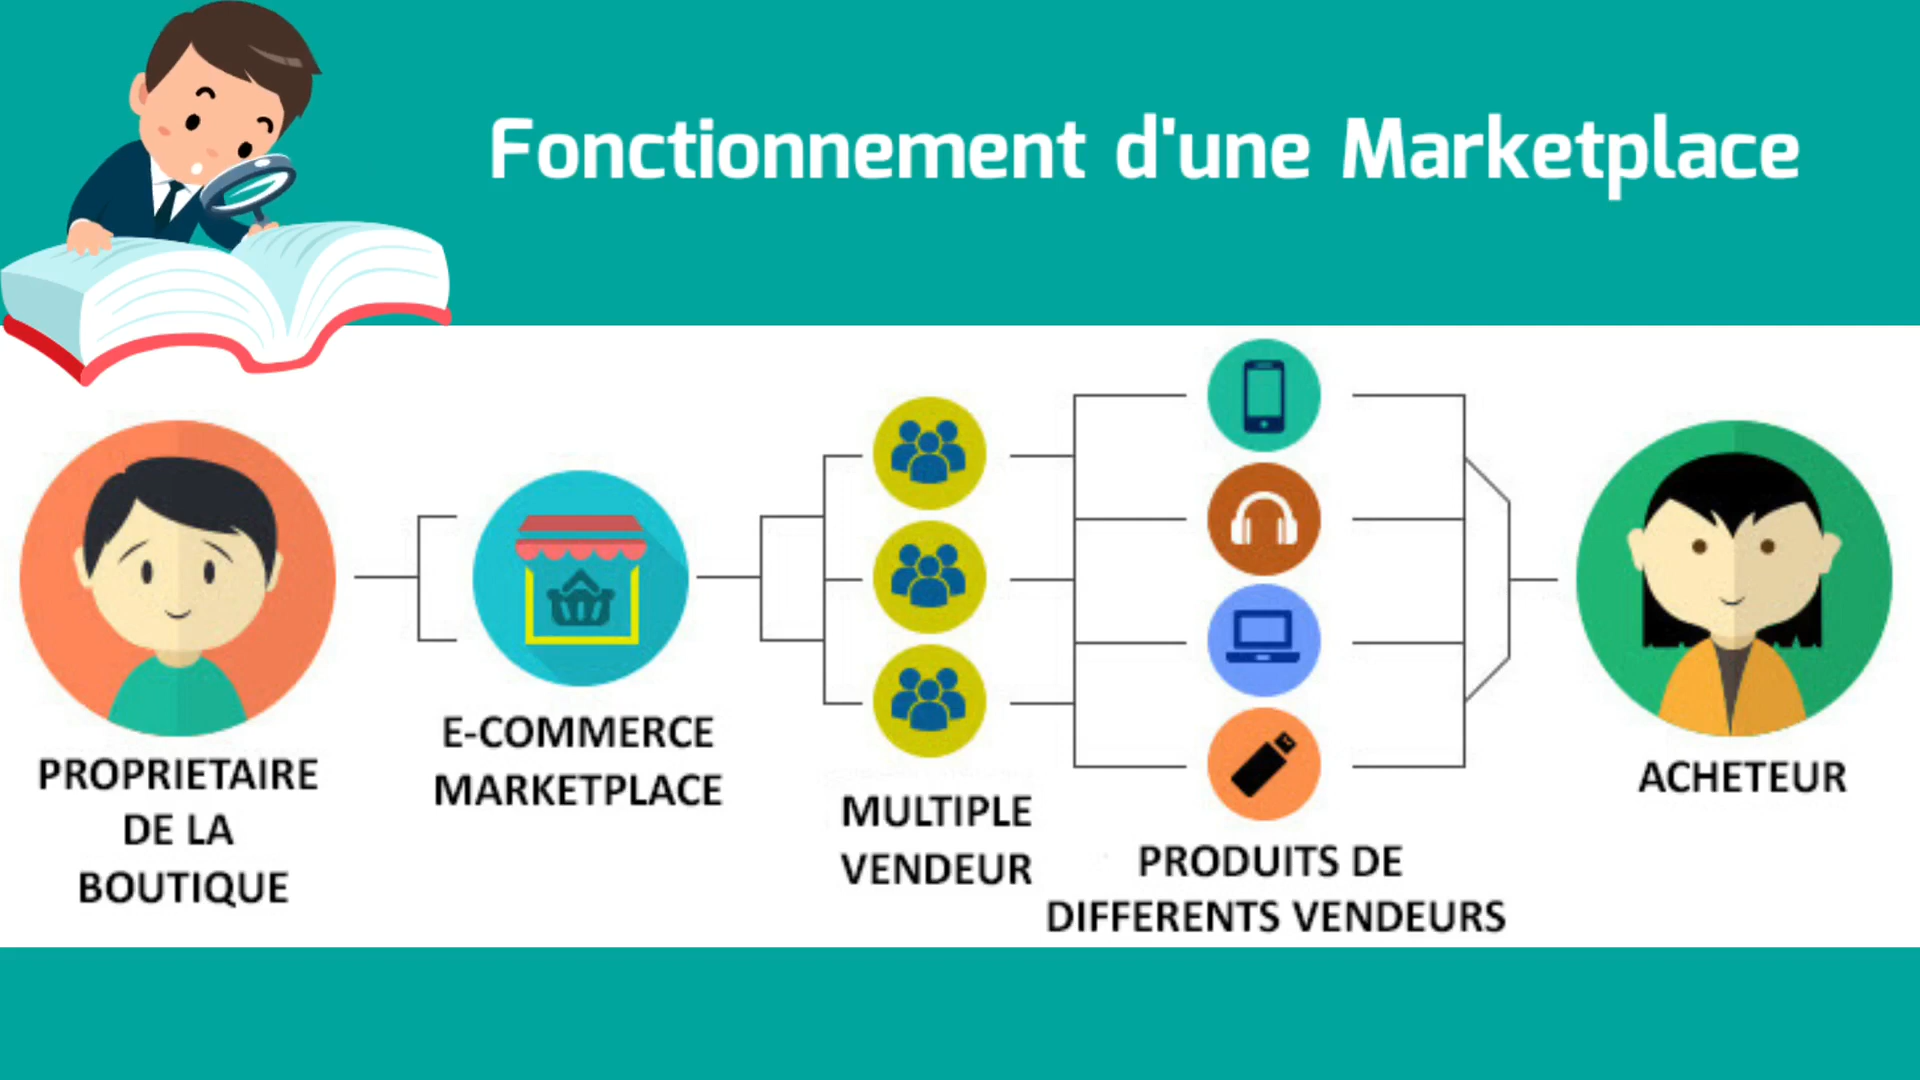 Fonctionnement d'une Marketplace
PROPRIETAIRE
DE LA
BOUTIQUE
E-COMMERCE
MARKETPLACE
MULTIPLE
VENDEUR
PRODUITS DE
DIFFERENTS VENDEURS
ACHETEUR